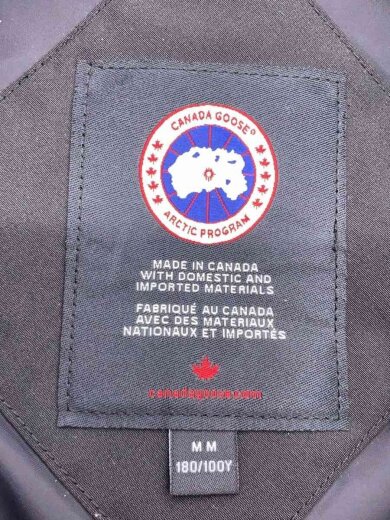 CANADA GOOSE®
ARCTIC PROGRAM
MADE IN CANADA
WITH DOMESTIC AND
IMPORTED MATERIALS
FABRIQUÉ AU CANADA
AVEC DES MATERIAUX
NATIONAUX ET IMPORTÉS
canadagoose.com
M M
180/100Y